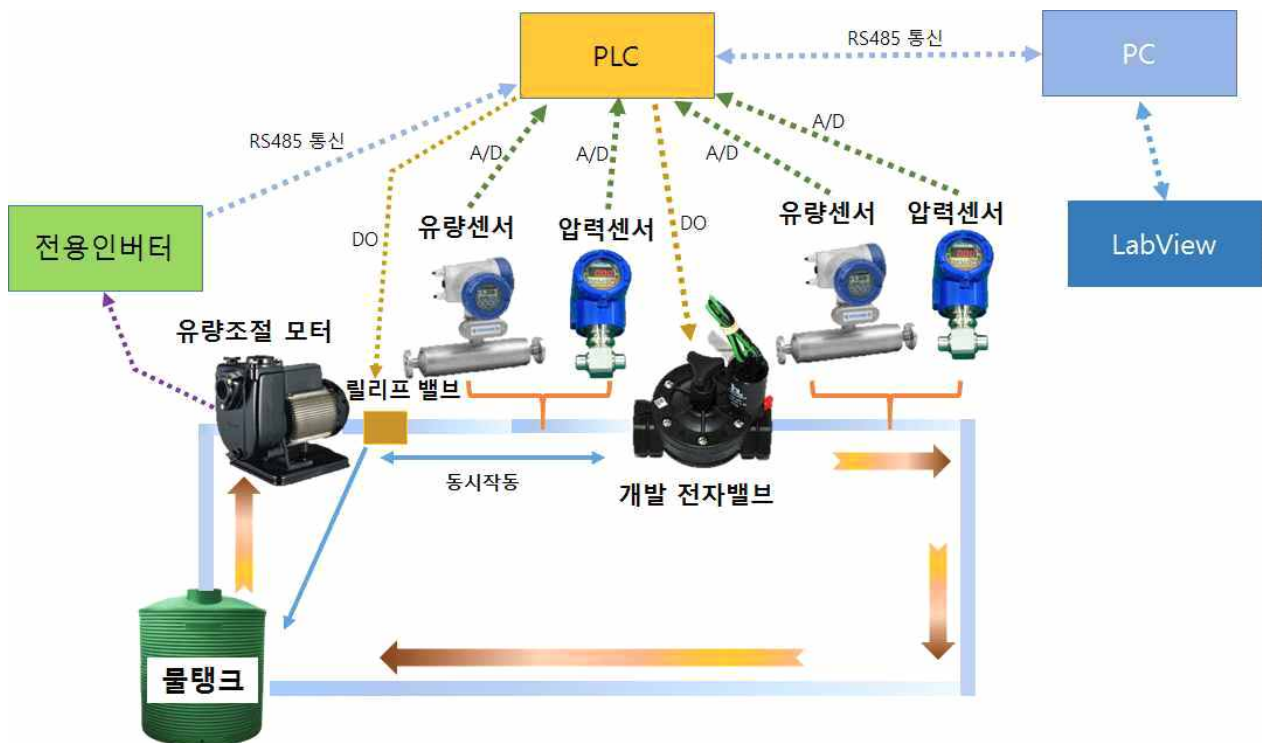 PLC
RS485 통신
PC
RS485 통신
A/D
A/D
A/D
A/D
전용인버터
DO
유량센서
압력센서
DO
유량센서
압력센서
LabView
유량조절 모터
릴리프 밸브
동시작동
개발 전자밸브
물탱크